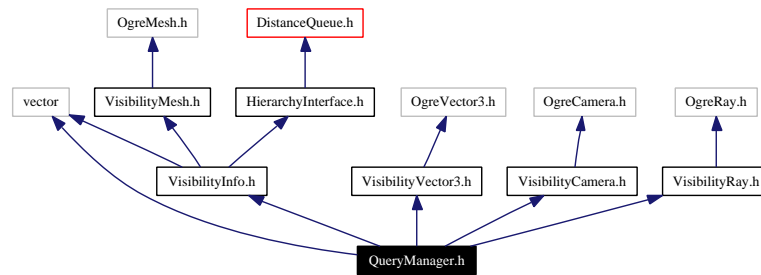 OgreMesh.h
DistanceQueue.h
vector
VisibilityMesh.h
HierarchyInterface.h
OgreVector3.h
OgreCamera.h
OgreRay.h
VisibilityInfo.h
VisibilityVector3.h
VisibilityCamera.h
VisibilityRay.h
QueryManager.h